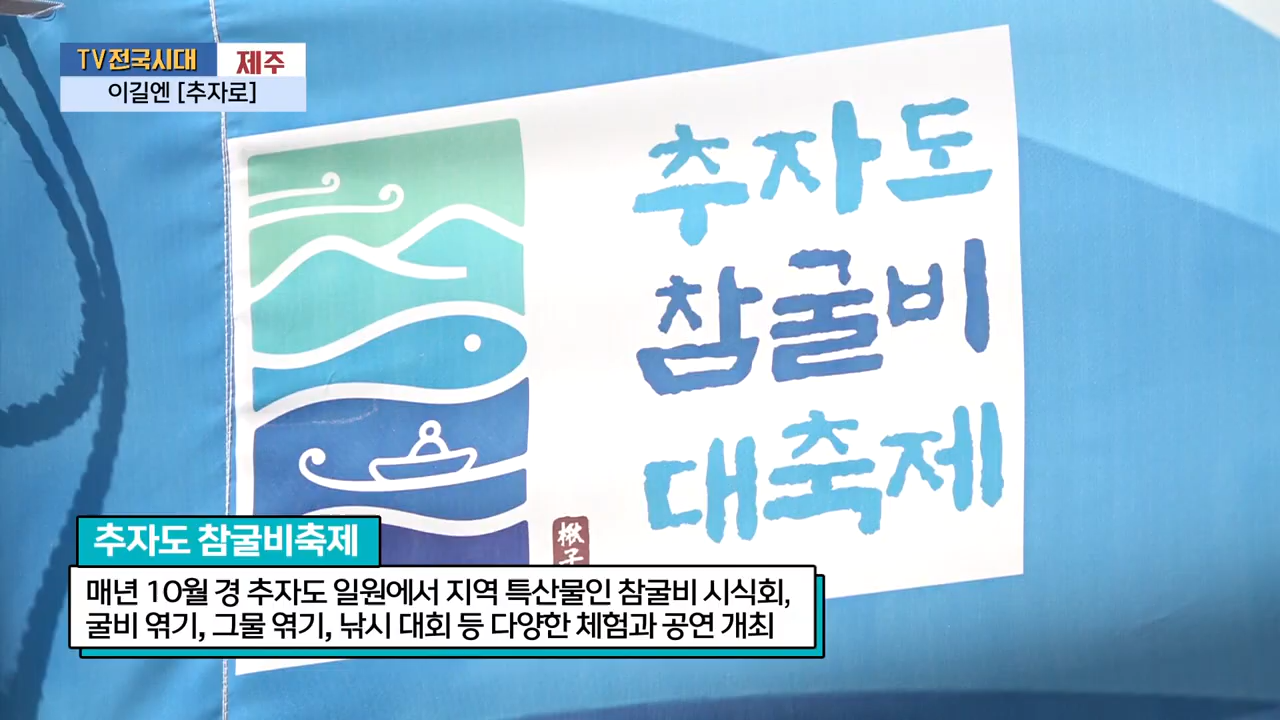 TV전국시대 제주
이길엔 [추자로]
추자도
참굴비
대축제
楸子
추자도 참굴비축제
매년 10월 경 추자도 일원에서 지역 특산물인 참굴비 시식회,
굴비 엮기, 그물 엮기, 낚시 대회 등 다양한 체험과 공연 개최